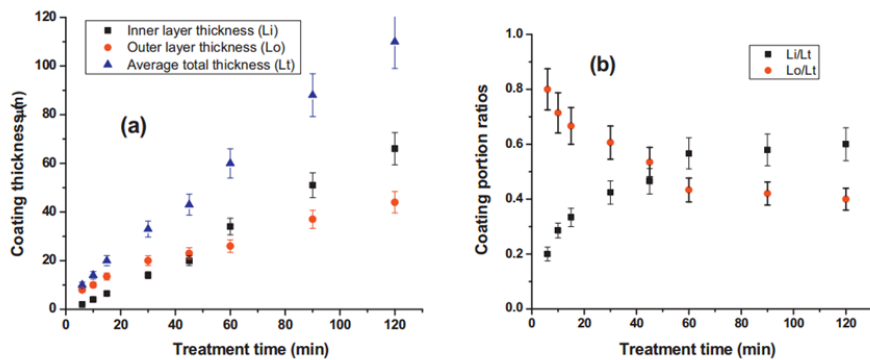 120
100
80
60
40
20
0
Coating thickness(μm)
Inner layer thickness (Li)
Outer layer thickness (Lo)
Average total thickness (Lt)
(a)
0 20 40 60 80 100 120
Treatment time (min)
1.0
0.8
0.6
0.4
0.2
0.0
Coating portion ratios
(b)
Li/Lt
Lo/Lt
0 20 40 60 80 100 120
Treatment time (min)